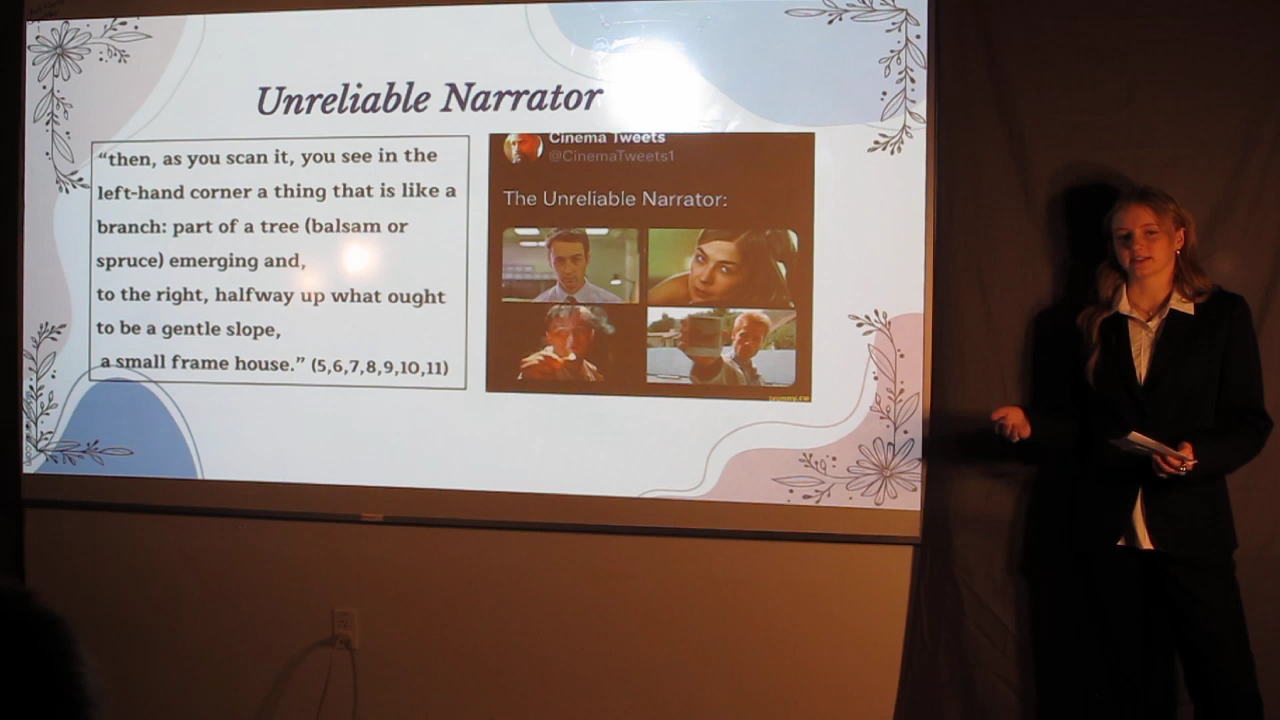 Unreliable Narrator
“then, as you scan it, you see in the
left-hand corner a thing that is like a
branch: part of a tree (balsam or
spruce) emerging and,
to the right, halfway up what ought
to be a gentle slope,
a small frame house.” (5,6,7,8,9,10,11)
Cinema Tweets
@CinemaTweets1
The Unreliable Narrator: